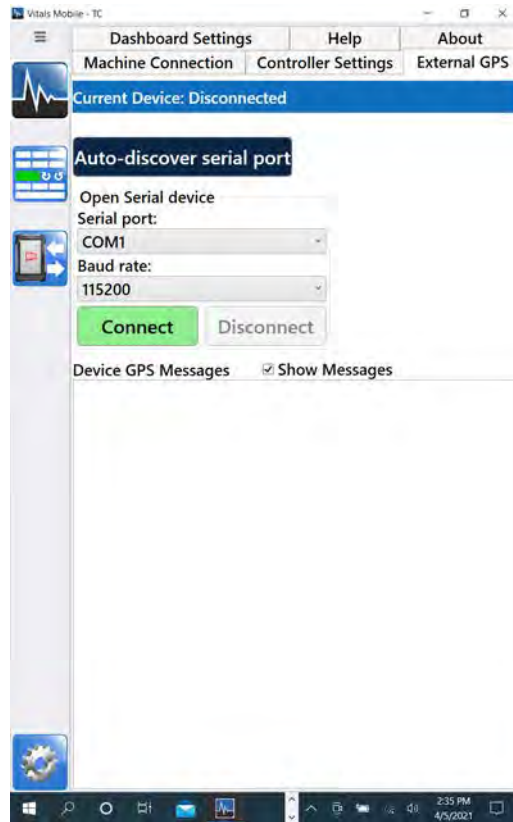 Vitals Mobile - TC
Dashboard Settings Help About
Machine Connection Controller Settings External GPS
Current Device: Disconnected
Auto-discover serial port
Open Serial device
Serial port:
COM1
Baud rate:
115200
Connect Disconnect
Device GPS Messages Show Messages
2:35 PM
4/5/2021